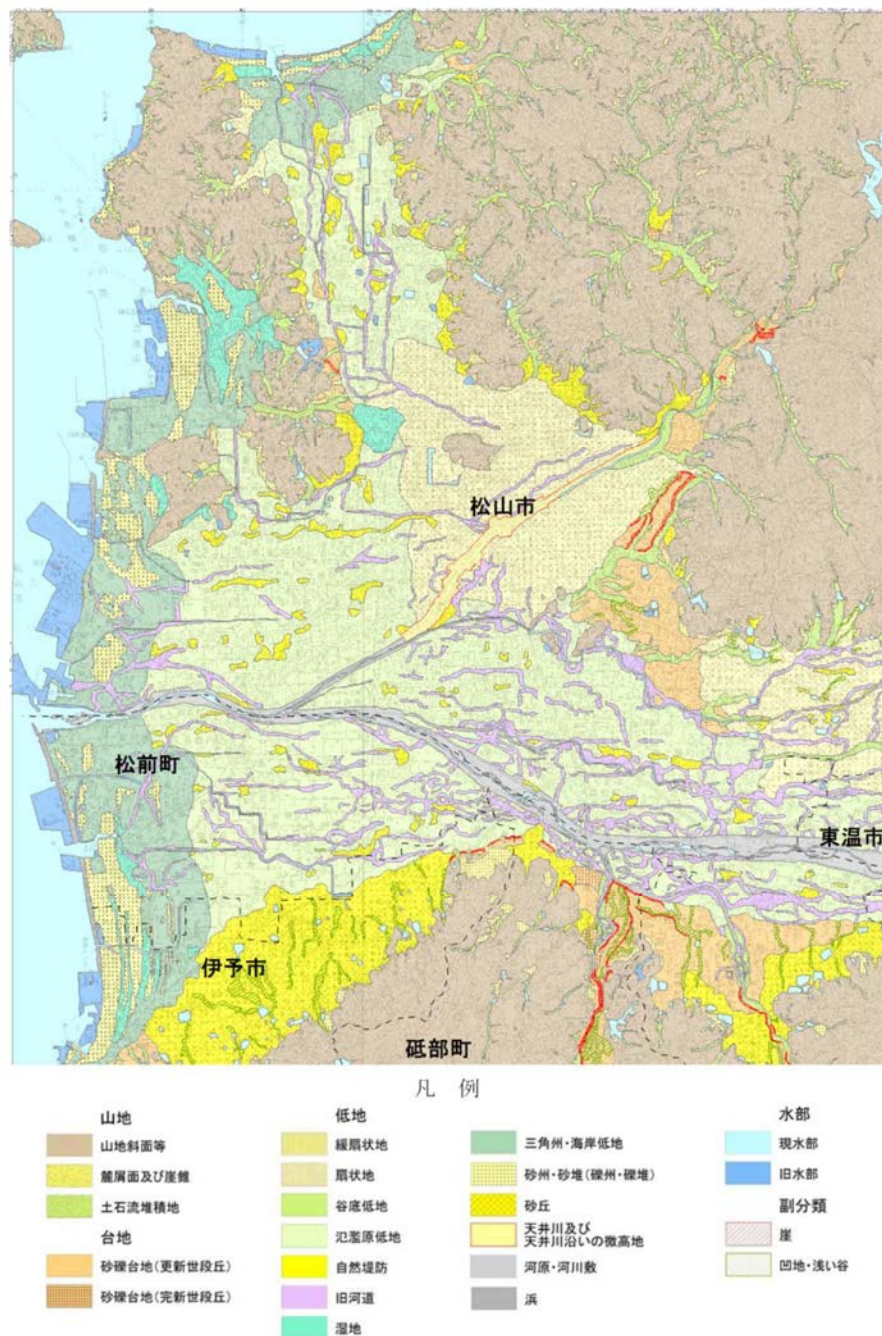 松山市
松前町
東温市
伊予市
砥部町
凡 例
山地
山地斜面等
麓屑面及び崖錐
土石流堆積地
台地
砂礫台地(更新世段丘)
砂礫台地(完新世段丘)
低地
緩扇状地
扇状地
谷底低地
氾濫原低地
自然堤防
旧河道
湿地
三角州・海岸低地
砂州・砂堆(礫州・礫堆)
砂丘
天井川及び
天井川沿いの微高地
河原・河川敷
浜
水部
現水部
旧水部
副分類
崖
凹地・浅い谷